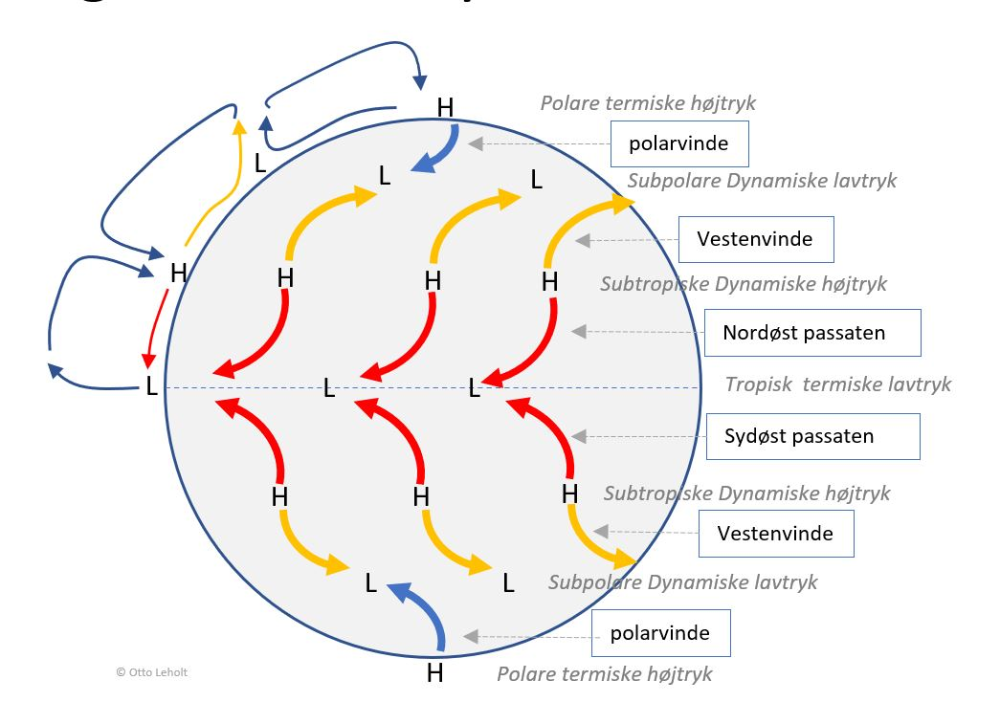 H
Polare termiske højtryk
polarvinde
L
L
L
Subpolare Dynamiske lavtryk
Vestenvinde
H
H
H
H
Subtropiske Dynamiske højtryk
Nordøst passaten
L
L
L
Tropisk termiske lavtryk
Sydøst passaten
H
H
H
Subtropiske Dynamiske højtryk
Vestenvinde
L
L
Subpolare Dynamiske lavtryk
polarvinde
© Otto Leholt
H
Polare termiske højtryk